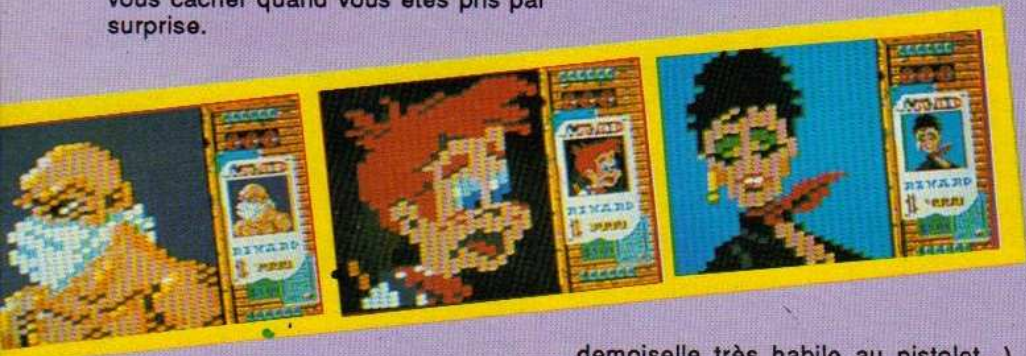 vous cacher quand vous êtes pris par
surprise.
REWARD
REWARD
REWARD
demoiselle très habile au pistolet...)